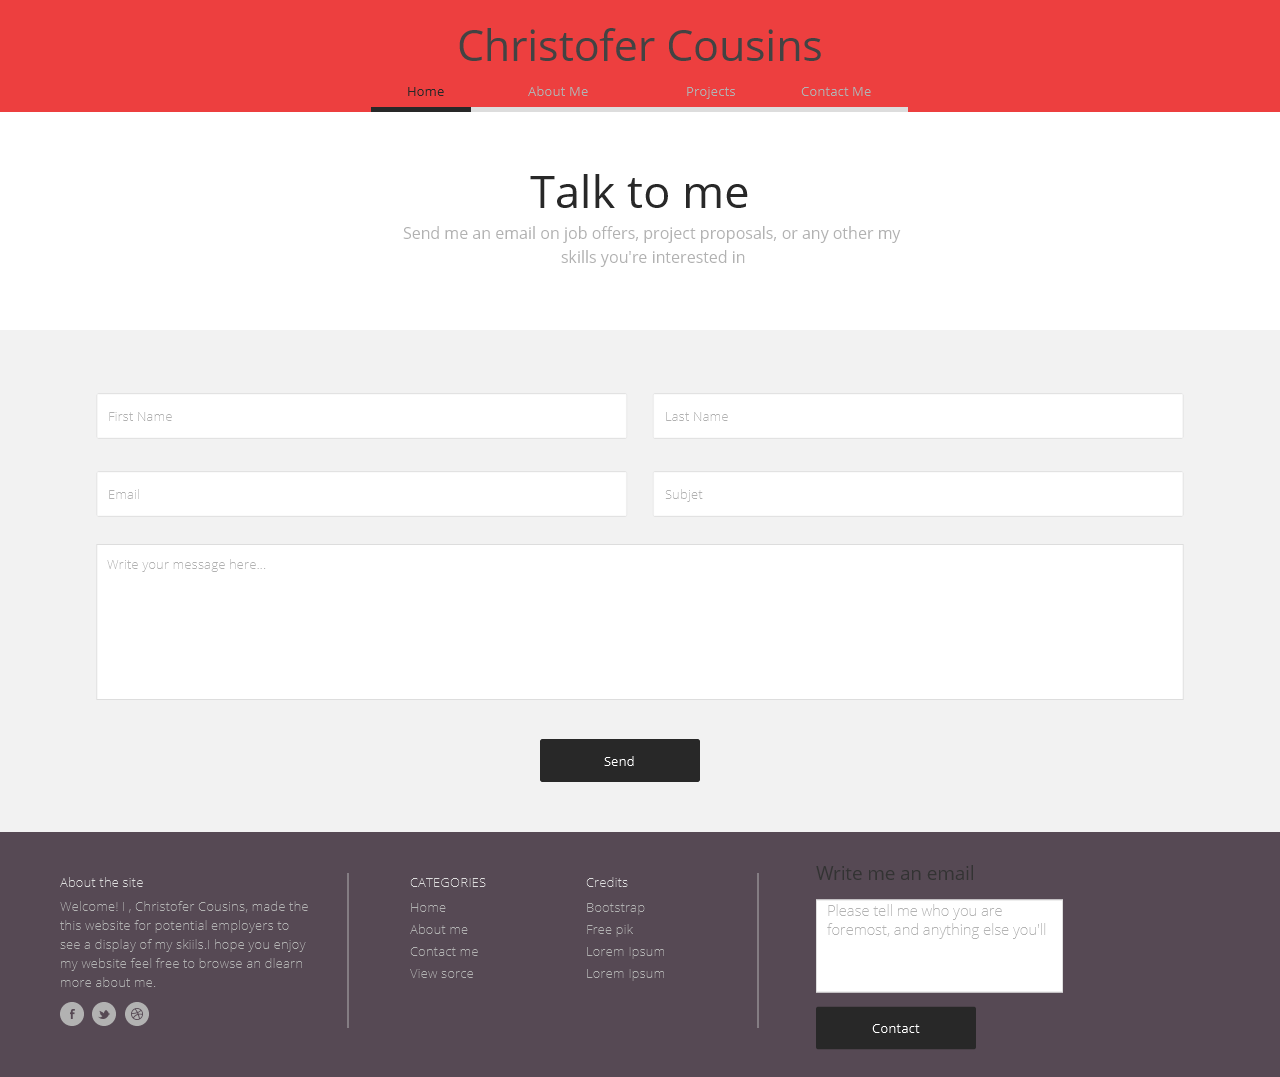 Christofer Cousins
Home About Me Projects Contact Me
Talk to me
Send me an email on job offers, project proposals, or any other my
skills you're interested in
First Name Last Name
Email Subjet
Write your message here...
Send
About the site
Welcome! I , Christofer Cousins, made the
this website for potential employers to
see a display of my skiils.I hope you enjoy
my website feel free to browse an dlearn
more about me.
CATEGORIES
Home
About me
Contact me
View sorce
Credits
Bootstrap
Free pik
Lorem Ipsum
Lorem Ipsum
Write me an email
Please tell me who you are
foremost, and anything else you'll
Contact